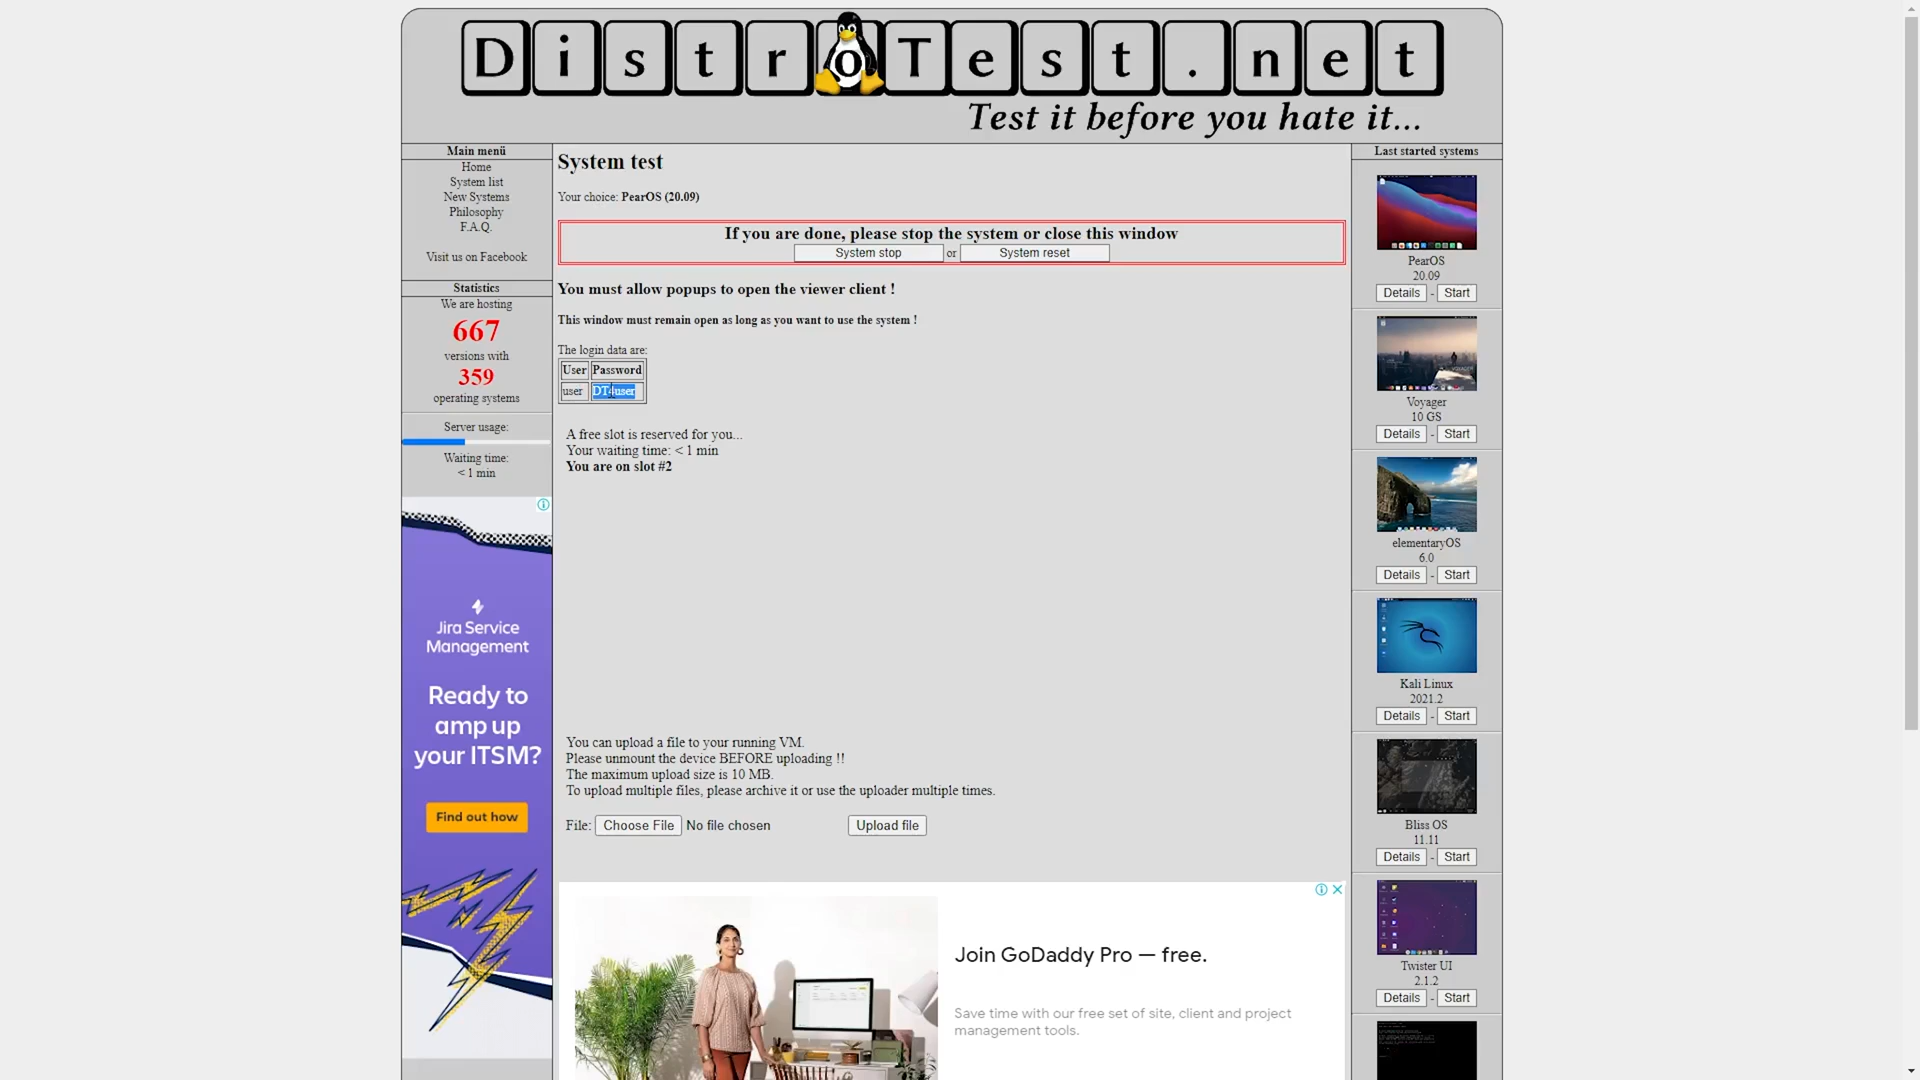 DistroTest.net
Test it before you hate it...
Main menü
Home
System list
New Systems
Philosophy
F.A.Q.
Visit us on Facebook
Statistics
We are hosting
667
versions with
359
operating systems
Server usage:
Waiting time:
< 1 min
Jira Service
Management
Ready to
amp up
your ITSM?
Find out how
System test
Your choice: PearOS (20.09)
If you are done, please stop the system or close this window
System stop or System reset
You must allow popups to open the viewer client !
This window must remain open as long as you want to use the system !
The login data are:
User Password
user DT4user
A free slot is reserved for you...
Your waiting time: < 1 min
You are on slot #2
You can upload a file to your running VM.
Please unmount the device BEFORE uploading !!
The maximum upload size is 10 MB.
To upload multiple files, please archive it or use the uploader multiple times.
File: Choose File No file chosen Upload file
Join GoDaddy Pro — free.
Save time with our free set of site, client and project
management tools.
Last started systems
PearOS
20.09
Details - Start
Voyager
10 GS
Details - Start
elementaryOS
6.0
Details - Start
Kali Linux
2021.2
Details - Start
Bliss OS
11.11
Details - Start
Twister UI
2.1.2
Details - Start